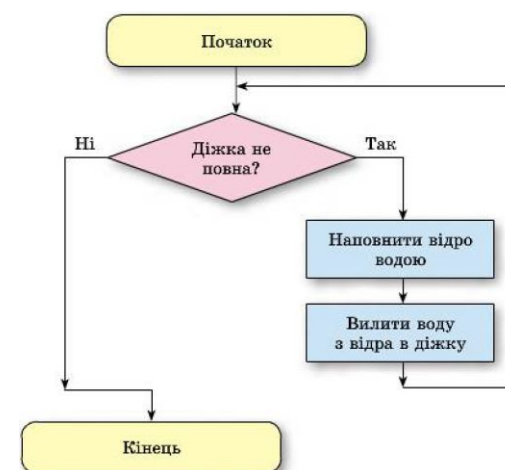 Початок
Ні
Діжка не
повна?
Так
Наповнити відро
водою
Вилити воду
з відра в діжку
Кінець